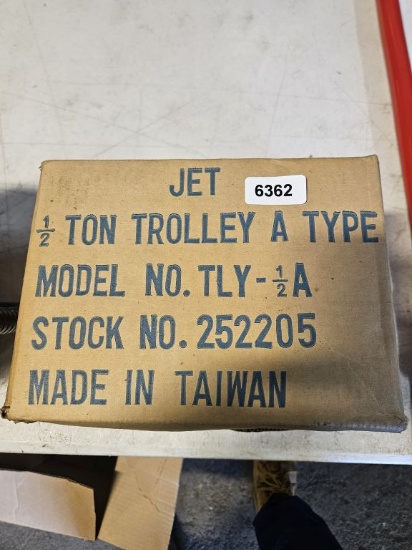 JET
6362
½ TON TROLLEY A TYPE
MODEL NO. TLY-½A
STOCK NO. 252205
MADE IN TAIWAN